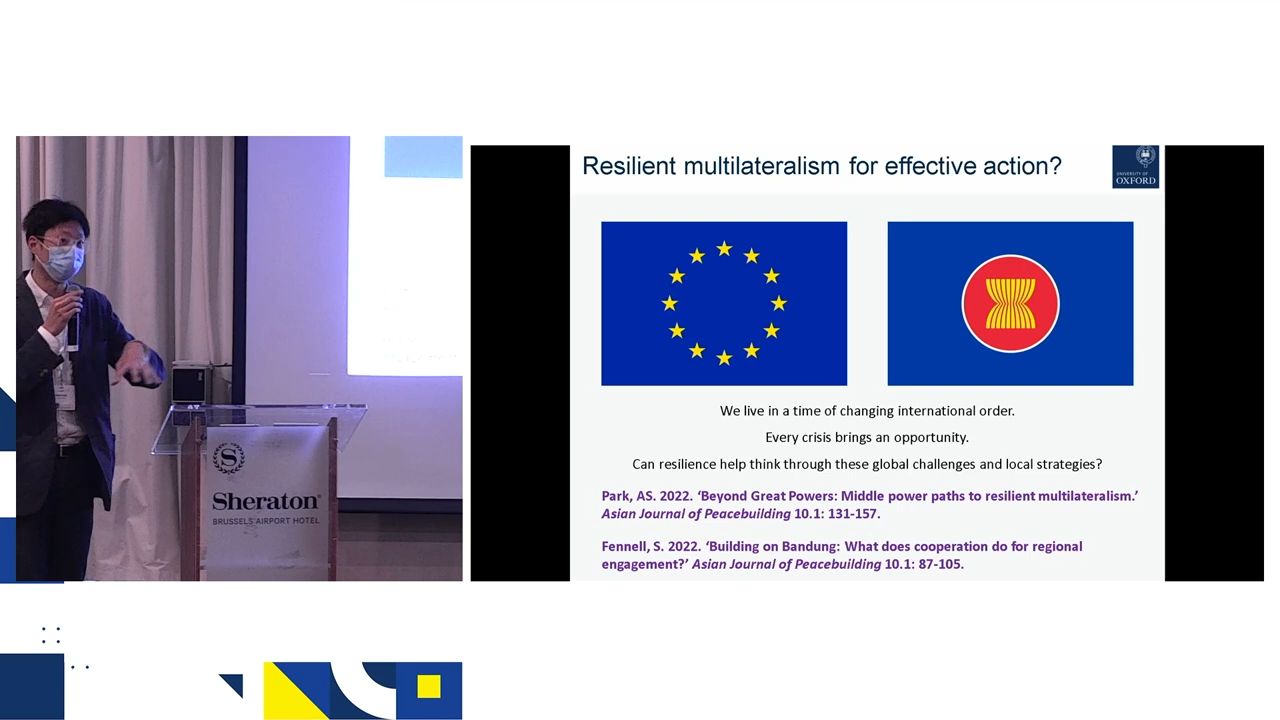 Resilient multilateralism for effective action?
UNIVERSITY OF
OXFORD
We live in a time of changing international order.
Every crisis brings an opportunity.
Can resilience help think through these global challenges and local strategies?
Park, AS. 2022. ‘Beyond Great Powers: Middle power paths to resilient multilateralism.’
Asian Journal of Peacebuilding 10.1: 131-157.
Fennell, S. 2022. ‘Building on Bandung: What does cooperation do for regional
engagement?’ Asian Journal of Peacebuilding 10.1: 87-105.
S
Sheraton®
BRUSSELS AIRPORT HOTEL